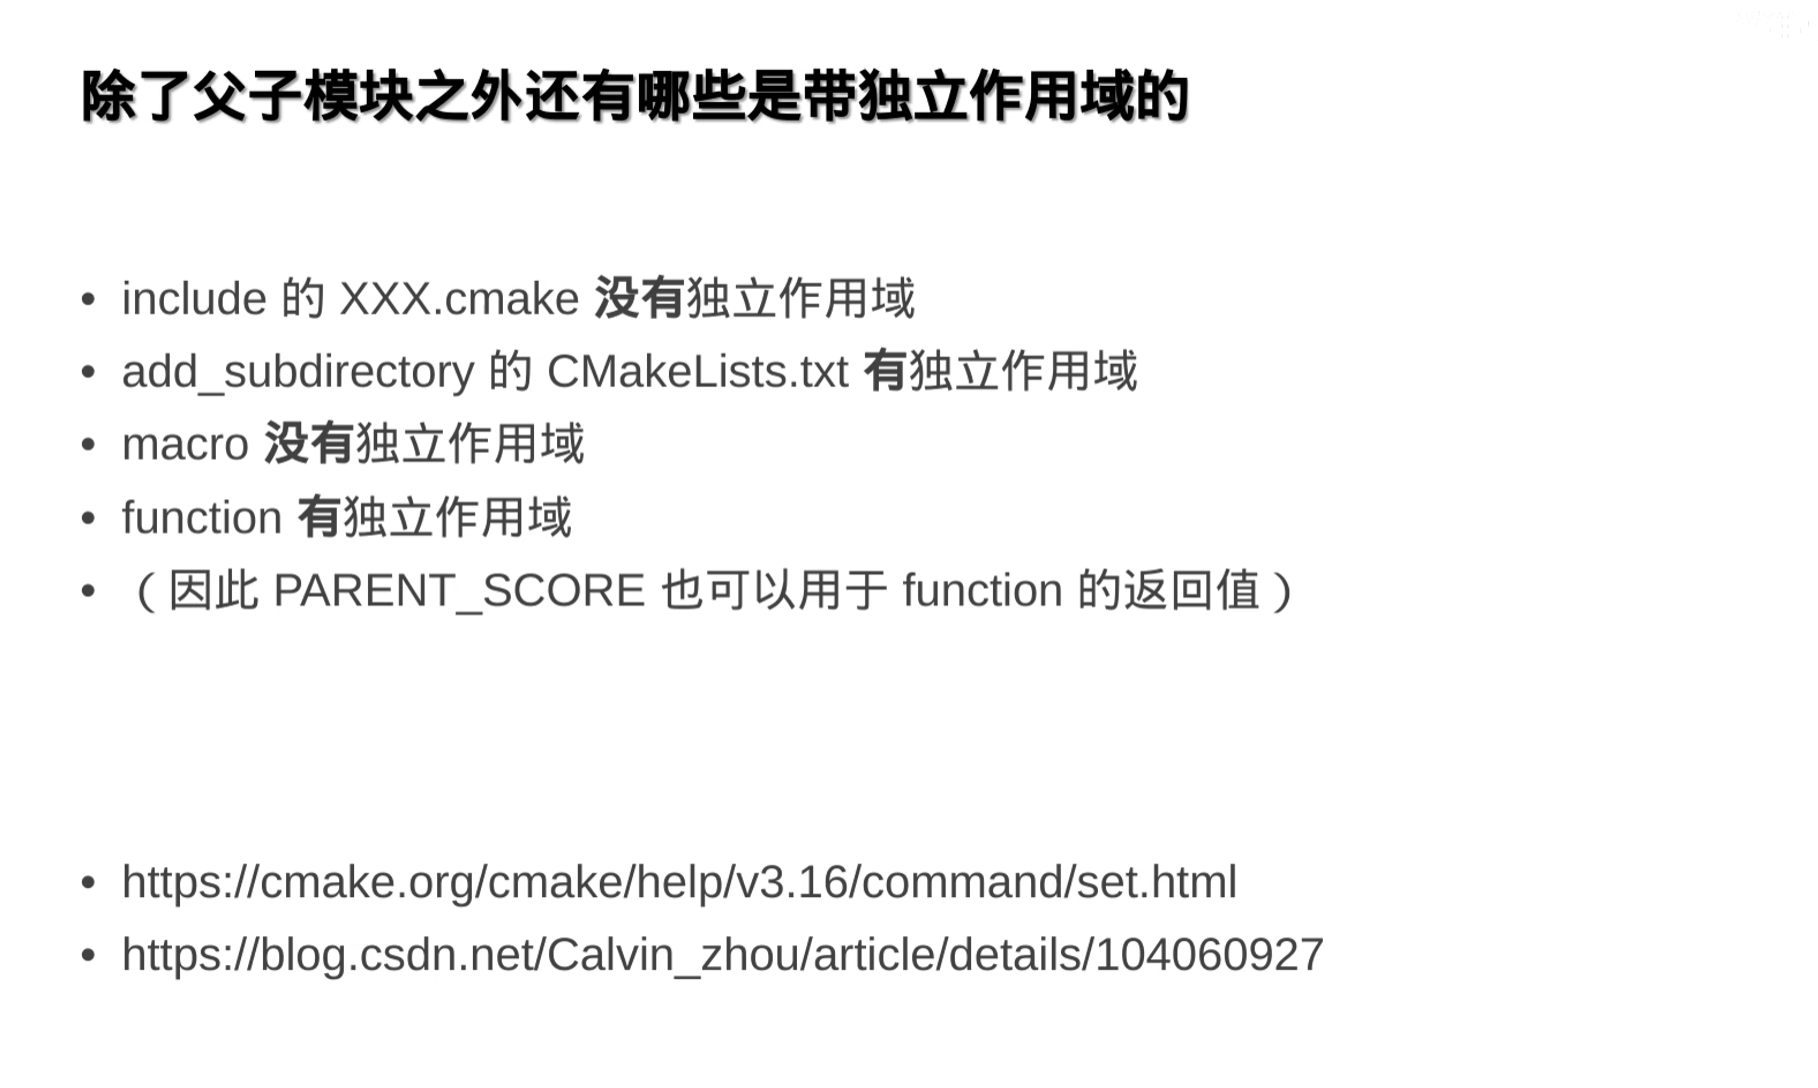 除了父子模块之外还有哪些是带独立作用域的
• include 的 XXX.cmake 没有独立作用域
• add_subdirectory 的 CMakeLists.txt 有独立作用域
• macro 没有独立作用域
• function 有独立作用域
• （因此 PARENT_SCORE 也可以用于 function 的返回值）
• https://cmake.org/cmake/help/v3.16/command/set.html
• https://blog.csdn.net/Calvin_zhou/article/details/104060927